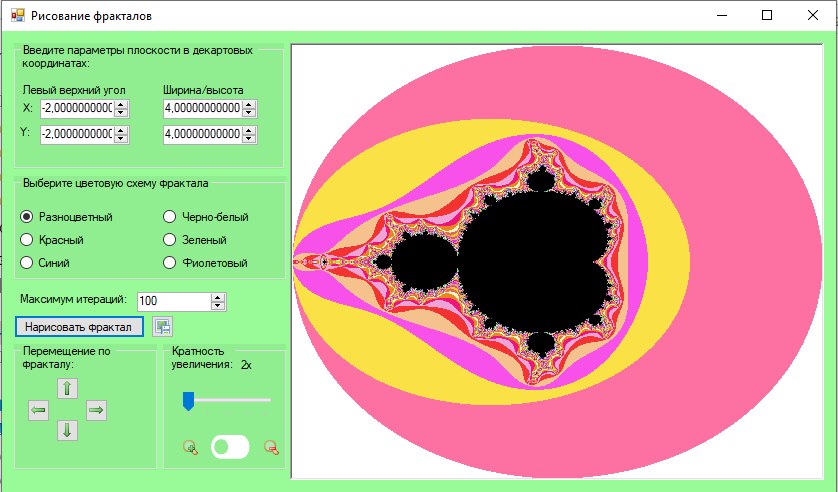 Рисование фракталов
Введите параметры плоскости в декартовых
координатах:
Левый верхний угол Ширина/высота
X: -2,0000000000 4,00000000000
Y: -2,0000000000 4,00000000000
Выберите цветовую схему фрактала
Разноцветный Черно-белый
Красный Зеленый
Синий Фиолетовый
Максимум итераций: 100
Нарисовать фрактал
Перемещение по
фракталу:
Кратность
увеличения: 2x